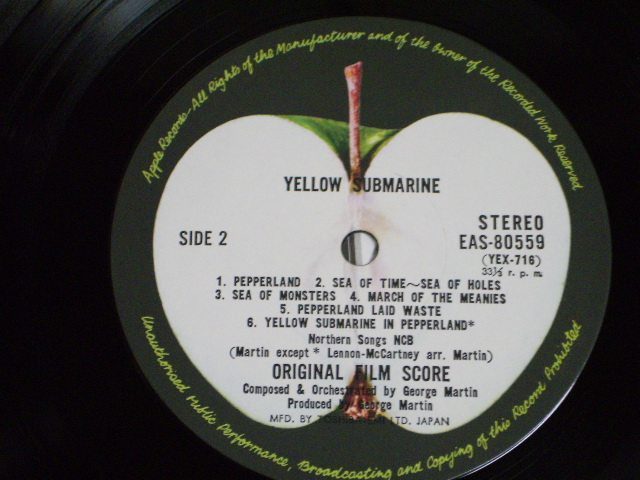 Apple Records-All Rights of the Manufacturer and of the Owner of the Recorded Work Reserved
YELLOW SUBMARINE
SIDE 2
STEREO
EAS-80559
(YEX-716)
33⅓ r. p. m.
1. PEPPERLAND 2. SEA OF TIME~SEA OF HOLES
3. SEA OF MONSTERS 4. MARCH OF THE MEANIES
5. PEPPERLAND LAID WASTE
6. YELLOW SUBMARINE IN PEPPERLAND*
Northern Songs NCB
(Martin except * Lennon-McCartney arr. Martin)
ORIGINAL FILM SCORE
Composed & Orchestrated by George Martin
Produced by George Martin
MFD. BY TOSHIBA-EMI LTD. JAPAN
Unauthorised Public Performance, Broadcasting and Copying of this Record Prohibited